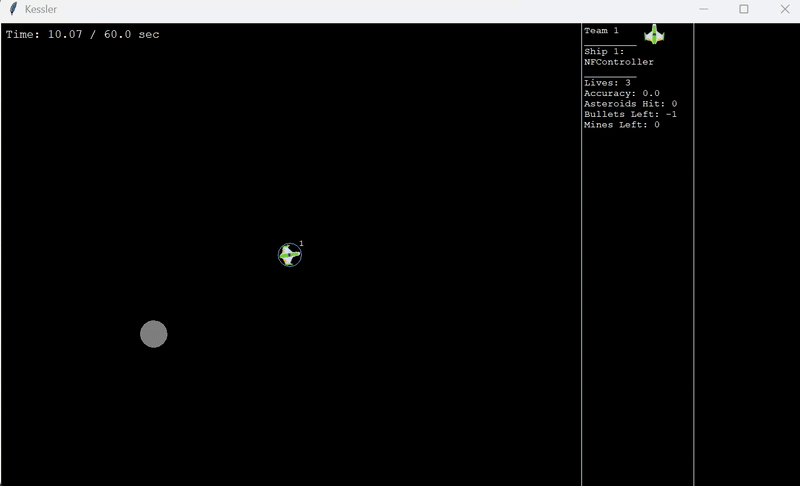 Kessler
Time: 10.07 / 60.0 sec
Team 1
Ship 1:
NFController
Lives: 3
Accuracy: 0.0
Asteroids Hit: 0
Bullets Left: -1
Mines Left: 0
1